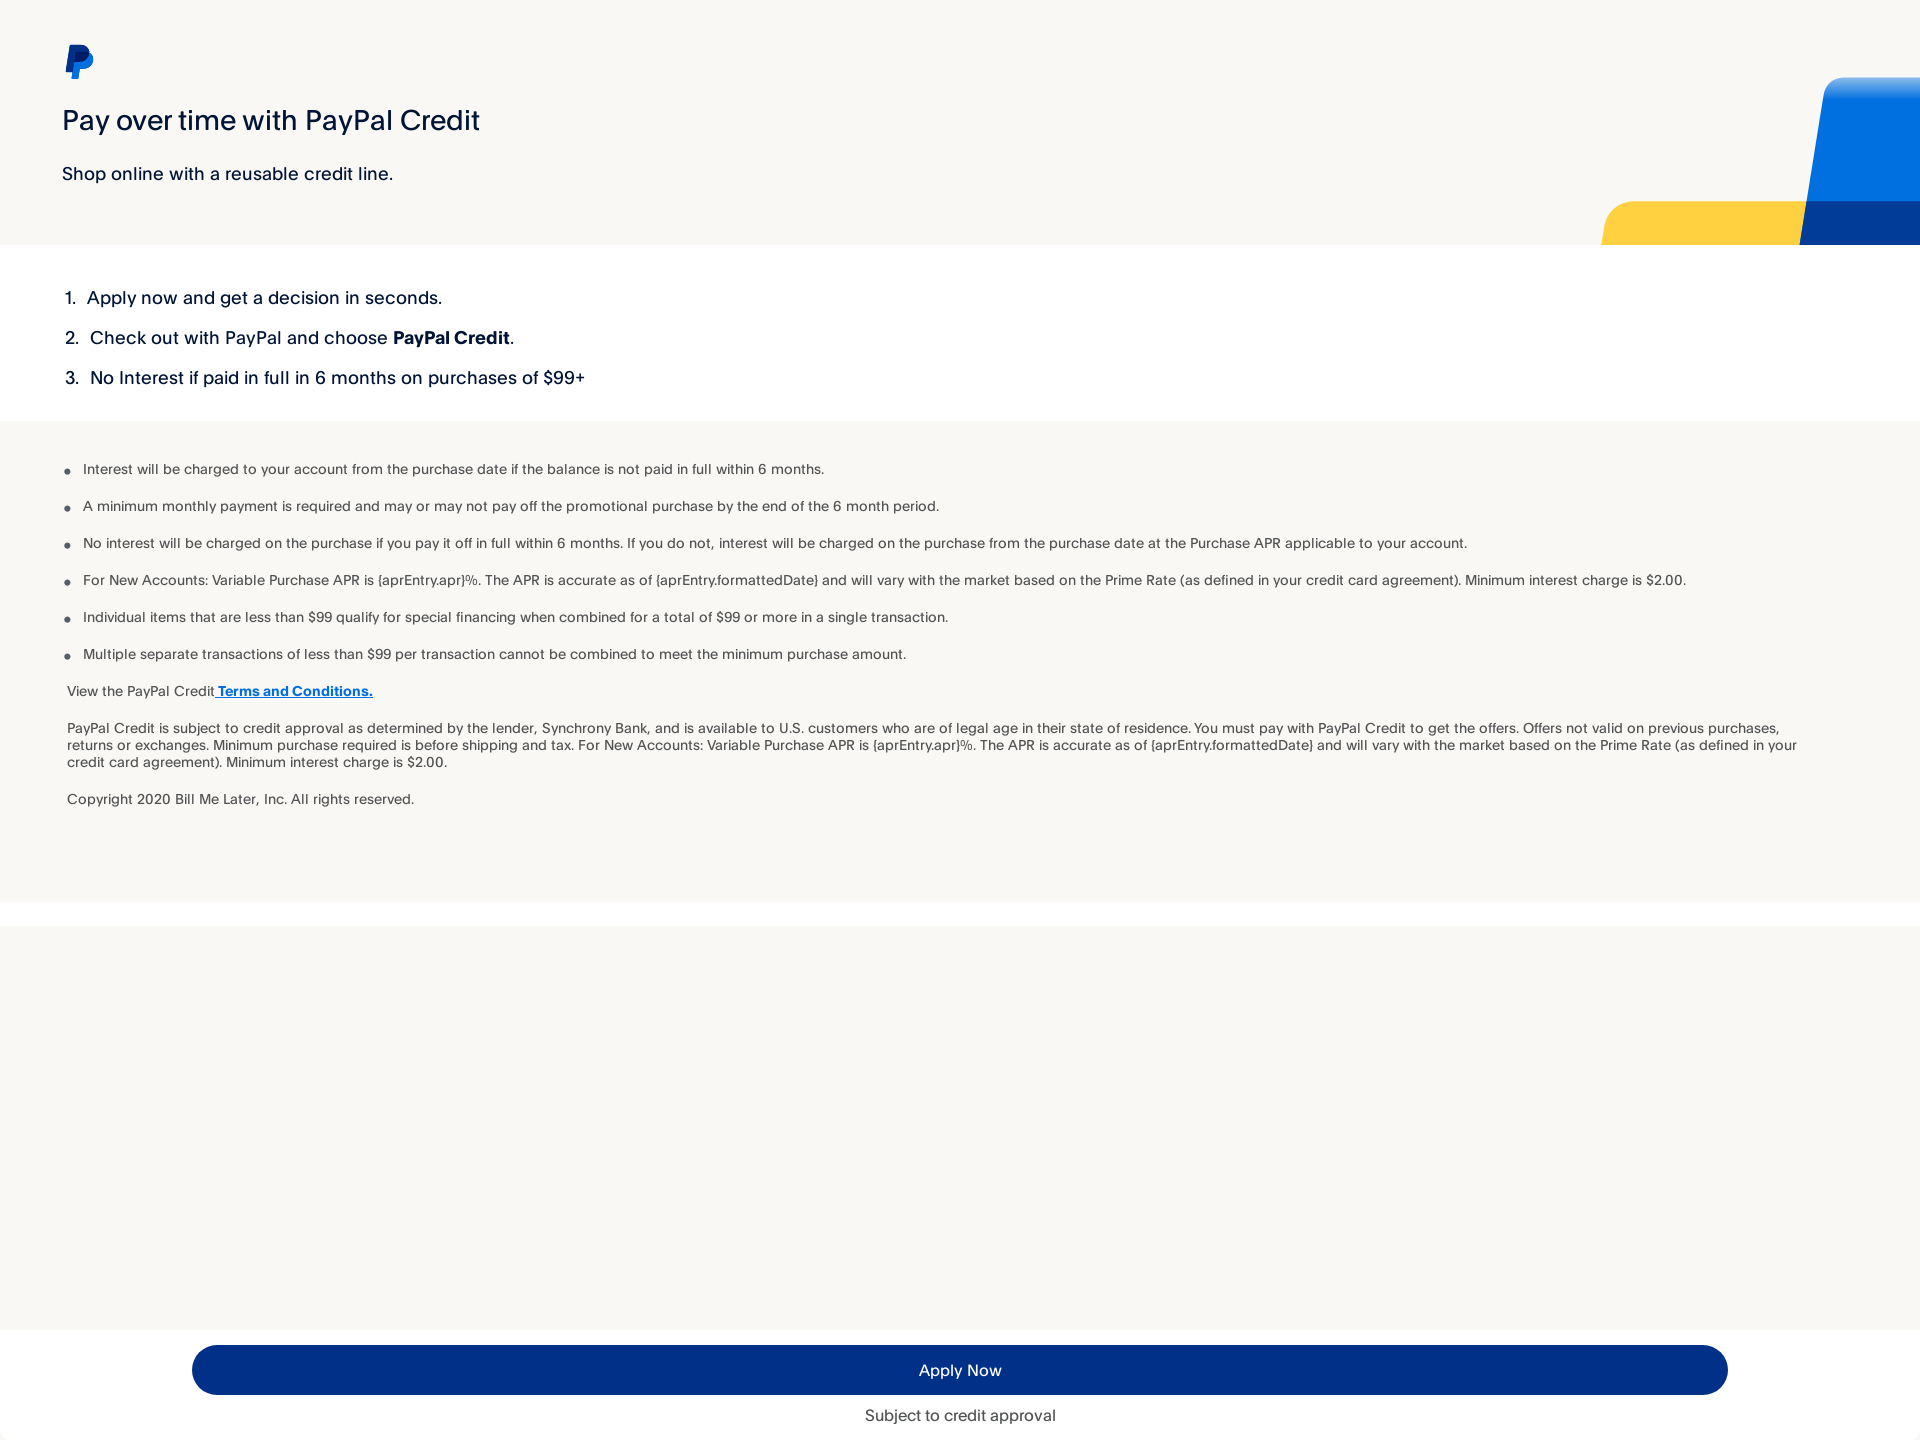 Pay over time with PayPal Credit
Shop online with a reusable credit line.
1. Apply now and get a decision in seconds.
2. Check out with PayPal and choose PayPal Credit.
3. No Interest if paid in full in 6 months on purchases of $99+
• Interest will be charged to your account from the purchase date if the balance is not paid in full within 6 months.
• A minimum monthly payment is required and may or may not pay off the promotional purchase by the end of the 6 month period.
• No interest will be charged on the purchase if you pay it off in full within 6 months. If you do not, interest will be charged on the purchase from the purchase date at the Purchase APR applicable to your account.
• For New Accounts: Variable Purchase APR is {aprEntry.apr}%. The APR is accurate as of {aprEntry.formattedDate} and will vary with the market based on the Prime Rate (as defined in your credit card agreement). Minimum interest charge is $2.00.
• Individual items that are less than $99 qualify for special financing when combined for a total of $99 or more in a single transaction.
• Multiple separate transactions of less than $99 per transaction cannot be combined to meet the minimum purchase amount.
View the PayPal Credit Terms and Conditions.
PayPal Credit is subject to credit approval as determined by the lender, Synchrony Bank, and is available to U.S. customers who are of legal age in their state of residence. You must pay with PayPal Credit to get the offers. Offers not valid on previous purchases,
returns or exchanges. Minimum purchase required is before shipping and tax. For New Accounts: Variable Purchase APR is {aprEntry.apr}%. The APR is accurate as of {aprEntry.formattedDate} and will vary with the market based on the Prime Rate (as defined in your
credit card agreement). Minimum interest charge is $2.00.
Copyright 2020 Bill Me Later, Inc. All rights reserved.
Apply Now
Subject to credit approval